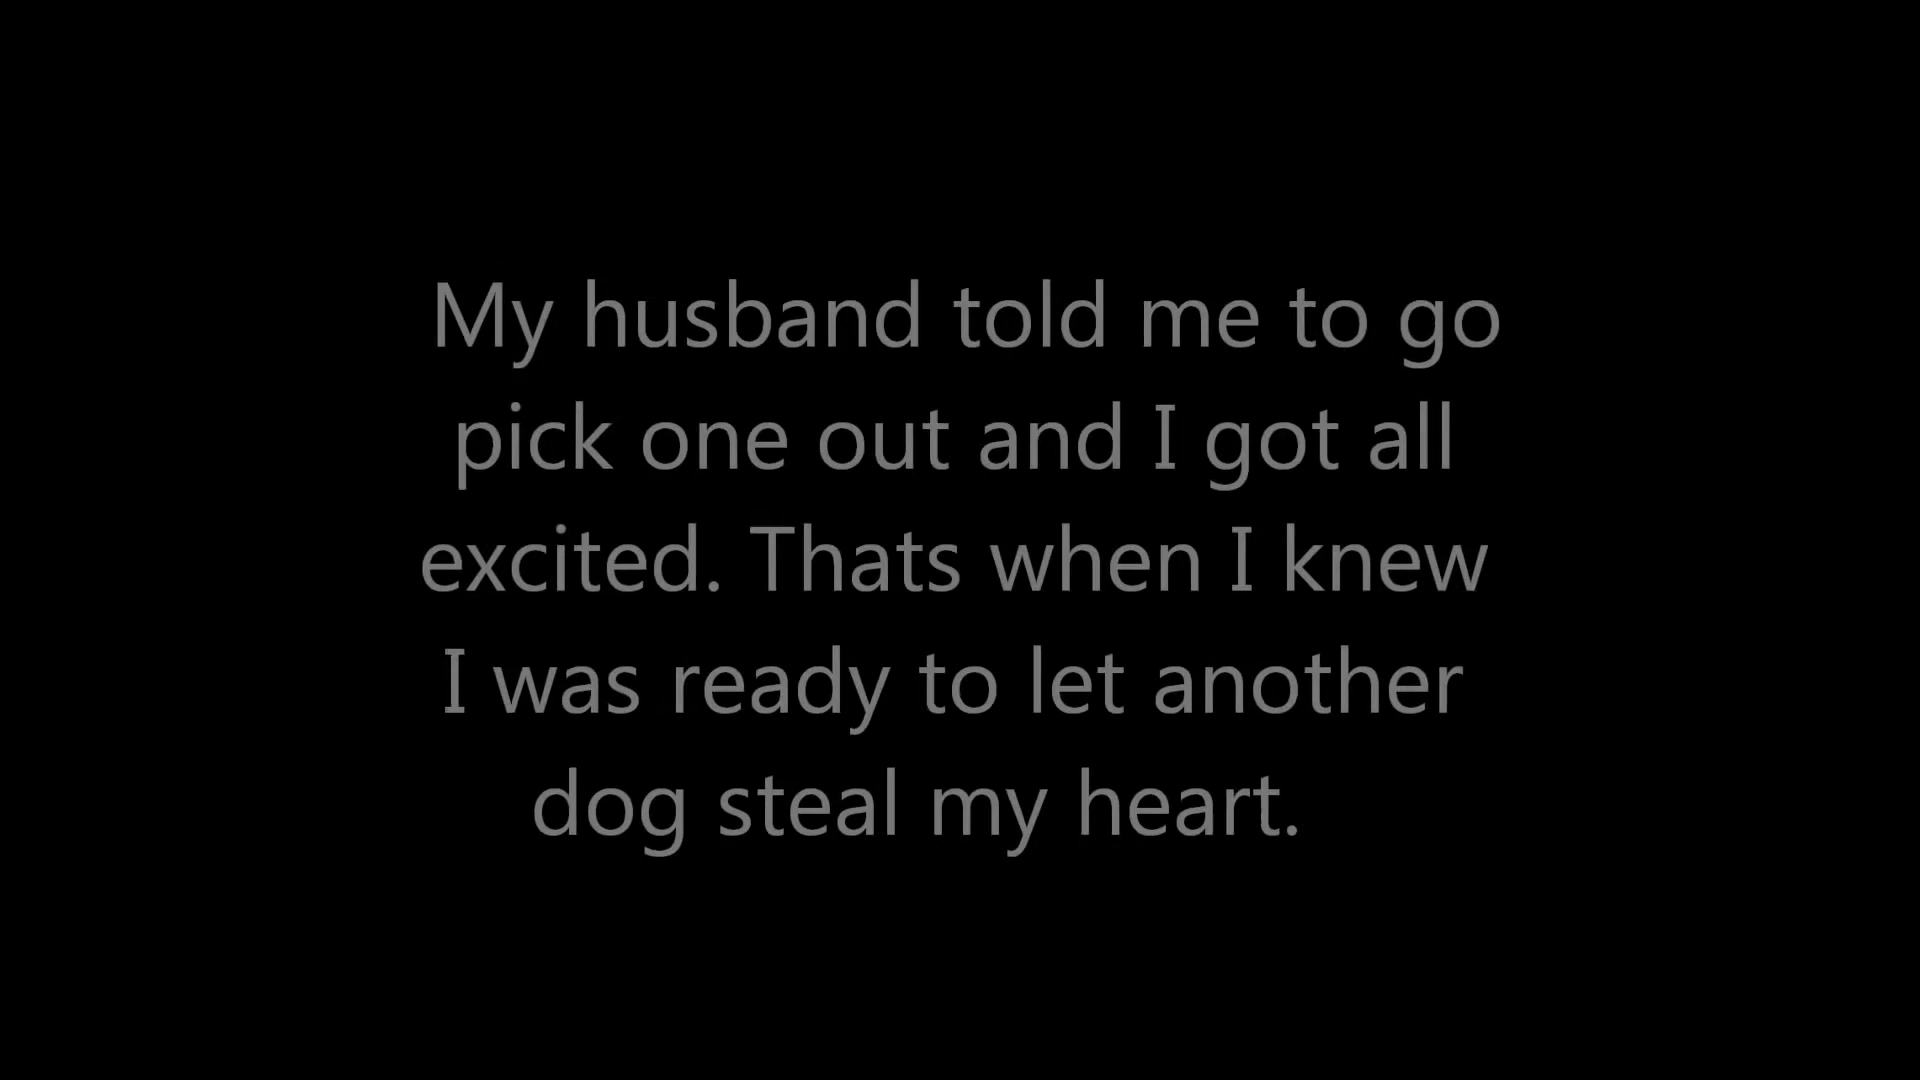 My husband told me to go
pick one out and I got all
excited. Thats when I knew
I was ready to let another
dog steal my heart.